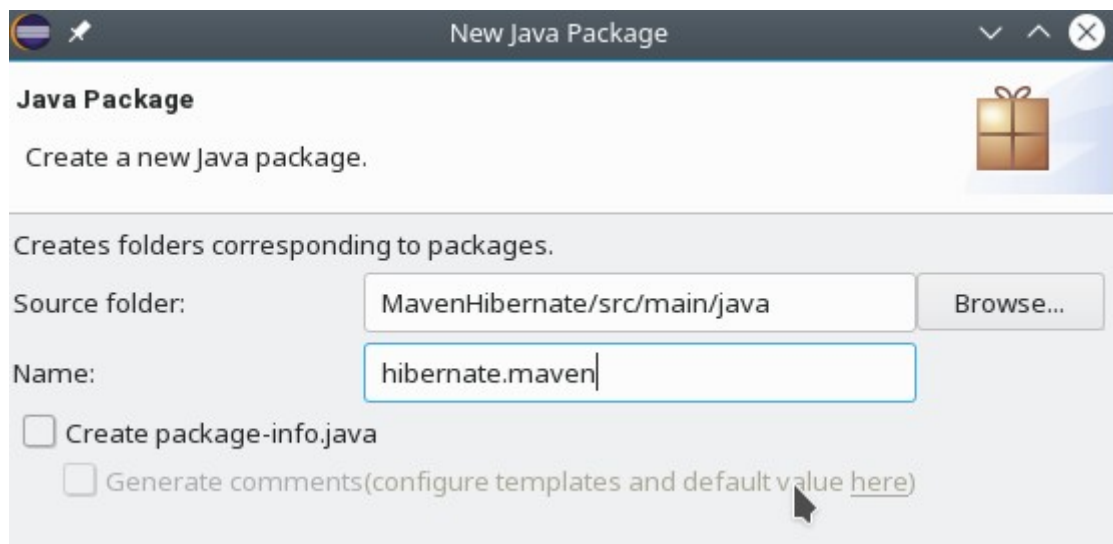 New Java Package
Java Package
Create a new Java package.
Creates folders corresponding to packages.
Source folder: MavenHibernate/src/main/java Browse...
Name: hibernate.maven
Create package-info.java
Generate comments(configure templates and default value here)